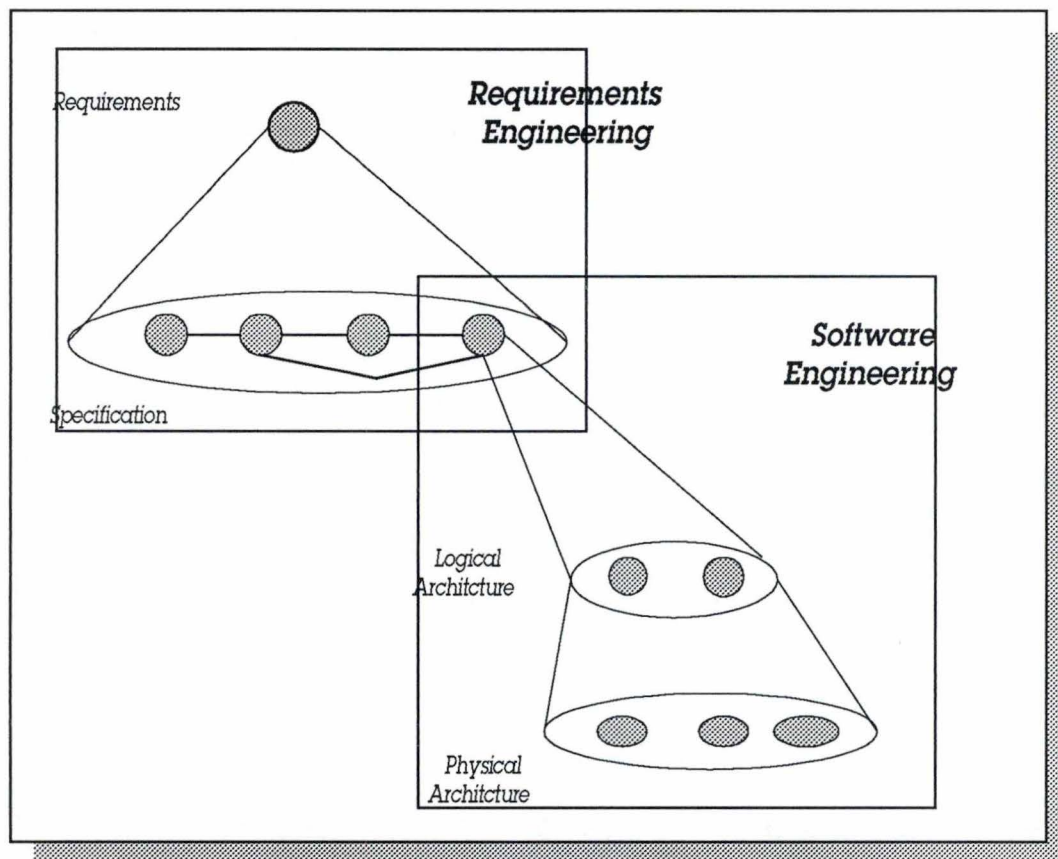 Requirements
Requirements
Engineering
Specification
Software
Engineering
Logical
Architcture
Physical
Architcture